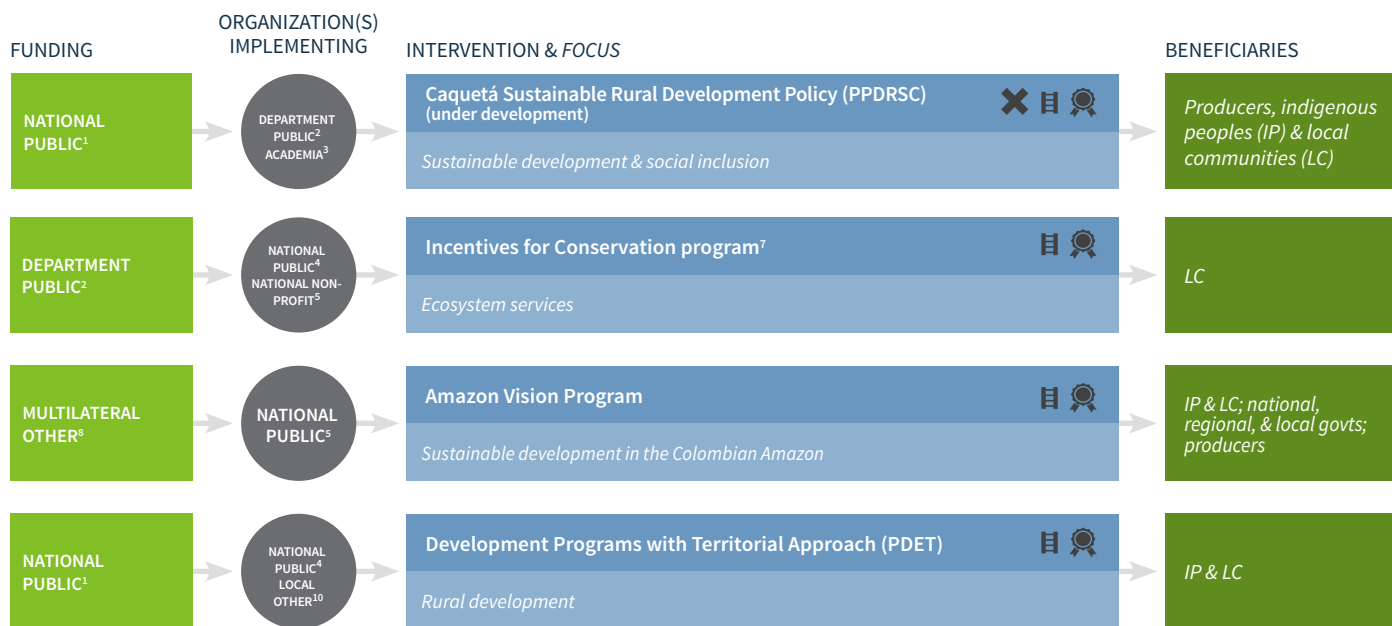 FUNDING
ORGANIZATION(S)
IMPLEMENTING
INTERVENTION & FOCUS
BENEFICIARIES
NATIONAL
PUBLIC¹
DEPARTMENT
PUBLIC²
ACADEMIA³
Caquetá Sustainable Rural Development Policy (PPDRSC)
(under development)
Sustainable development & social inclusion
Producers, indigenous
peoples (IP) & local
communities (LC)
DEPARTMENT
PUBLIC²
NATIONAL
PUBLIC⁴
NATIONAL NON-
PROFIT⁵
Incentives for Conservation program⁷
Ecosystem services
LC
MULTILATERAL
OTHER⁸
NATIONAL
PUBLIC⁵
Amazon Vision Program
Sustainable development in the Colombian Amazon
IP & LC; national,
regional, & local govts;
producers
NATIONAL
PUBLIC¹
NATIONAL
PUBLIC⁴
LOCAL
OTHER¹⁰
Development Programs with Territorial Approach (PDET)
Rural development
IP & LC